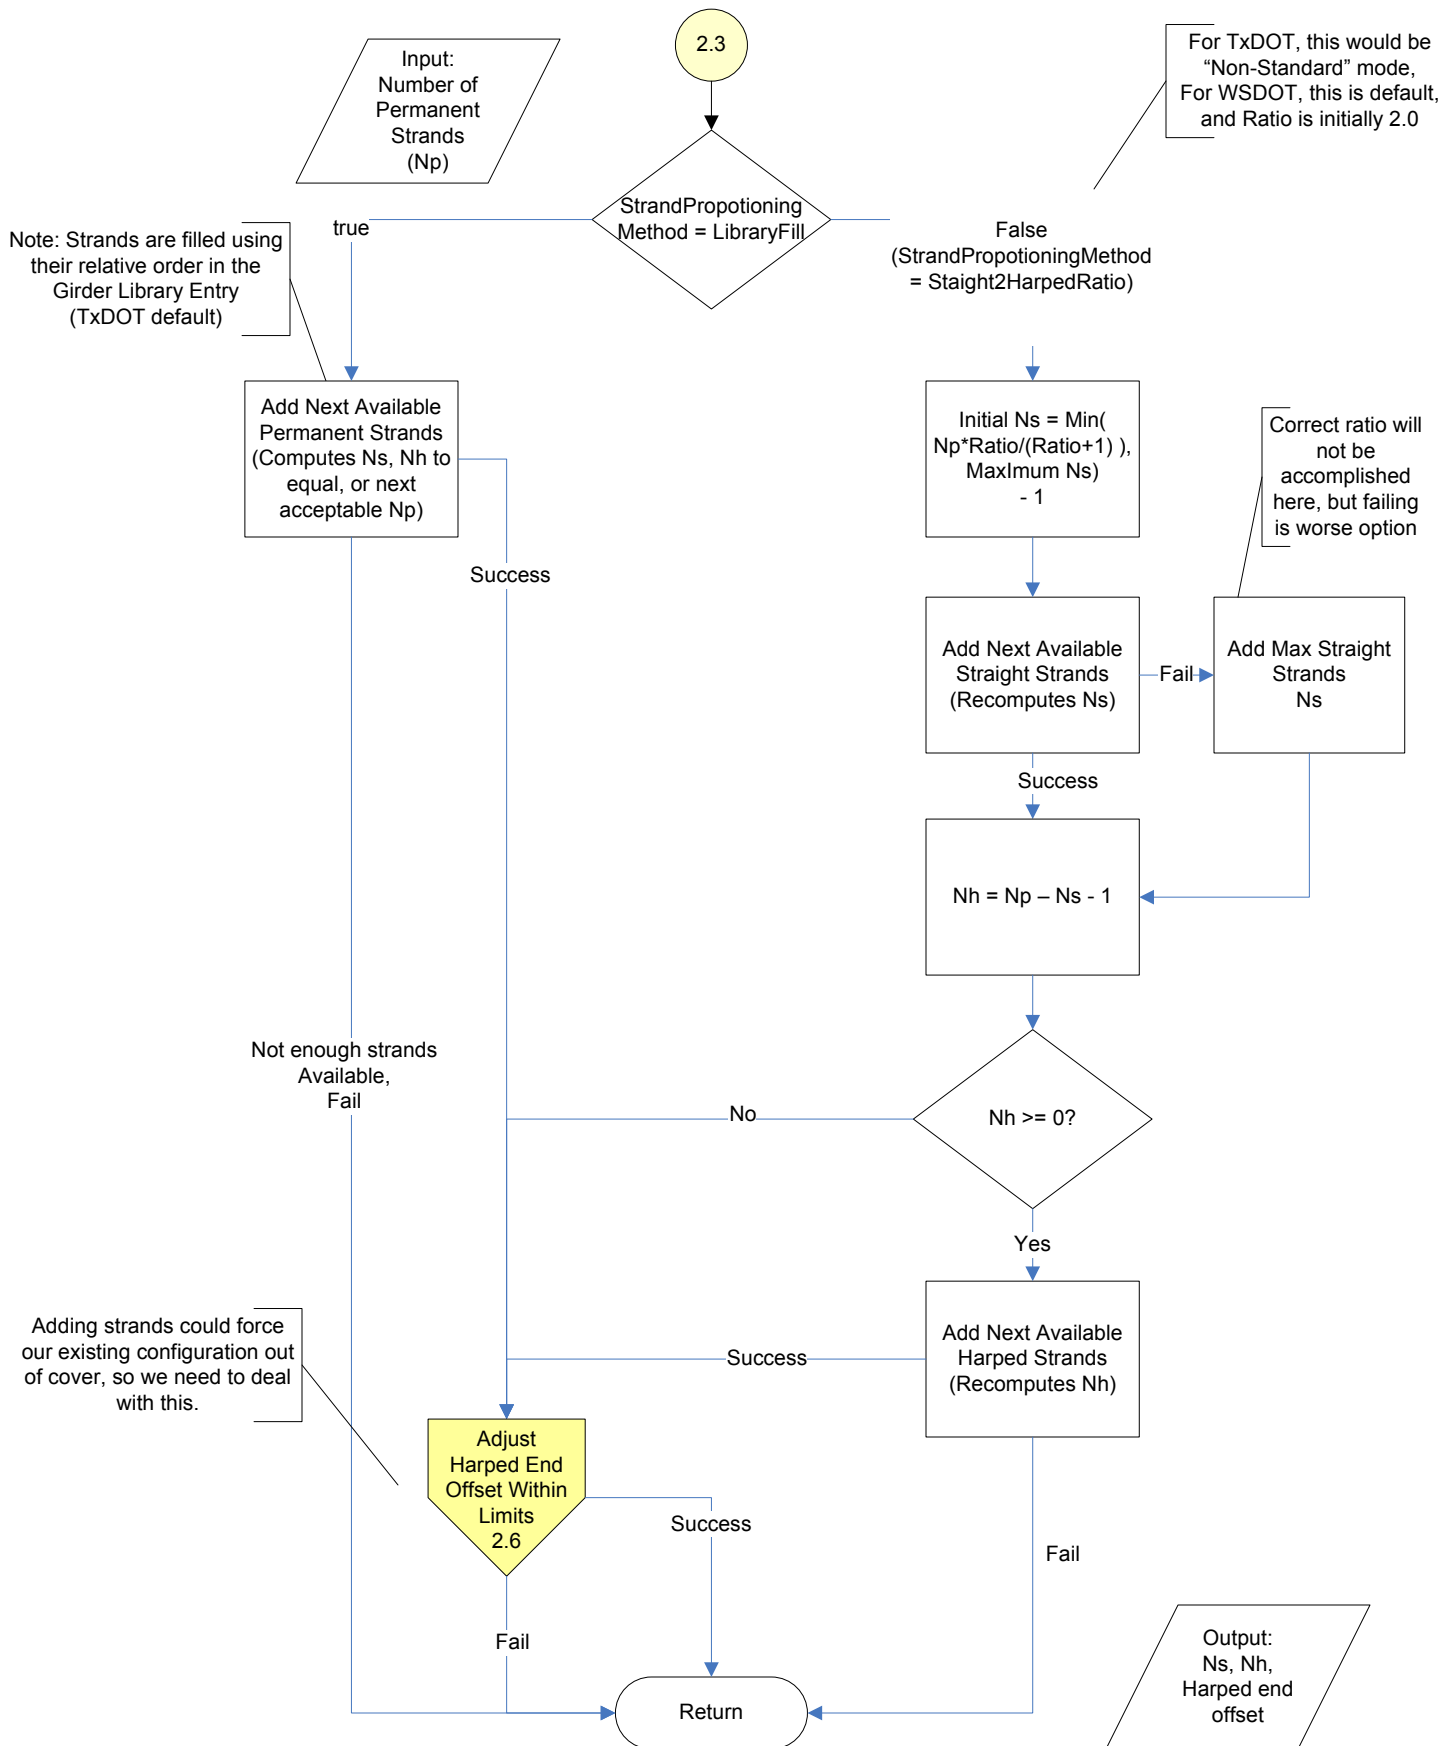 2.3
Input:
Number of
Permanent
Strands
(Np)
For TxDOT, this would be
“Non-Standard” mode,
For WSDOT, this is default,
and Ratio is initially 2.0
StrandPropotioning
Method = LibraryFill
true
False
(StrandPropotioningMethod
= Staight2HarpedRatio)
Note: Strands are filled using
their relative order in the
Girder Library Entry
(TxDOT default)
Add Next Available
Permanent Strands
(Computes Ns, Nh to
equal, or next
acceptable Np)
Initial Ns = Min(
Np*Ratio/(Ratio+1) ),
MaxImum Ns)
- 1
Correct ratio will
not be
accomplished
here, but failing
is worse option
Success
Add Next Available
Straight Strands
(Recomputes Ns)
Fail
Add Max Straight
Strands
Ns
Success
Nh = Np – Ns - 1
Not enough strands
Available,
Fail
No
Nh >= 0?
Yes
Adding strands could force
our existing configuration out
of cover, so we need to deal
with this.
Success
Add Next Available
Harped Strands
(Recomputes Nh)
Adjust
Harped End
Offset Within
Limits
2.6
Success
Fail
Fail
Return
Output:
Ns, Nh,
Harped end
offset